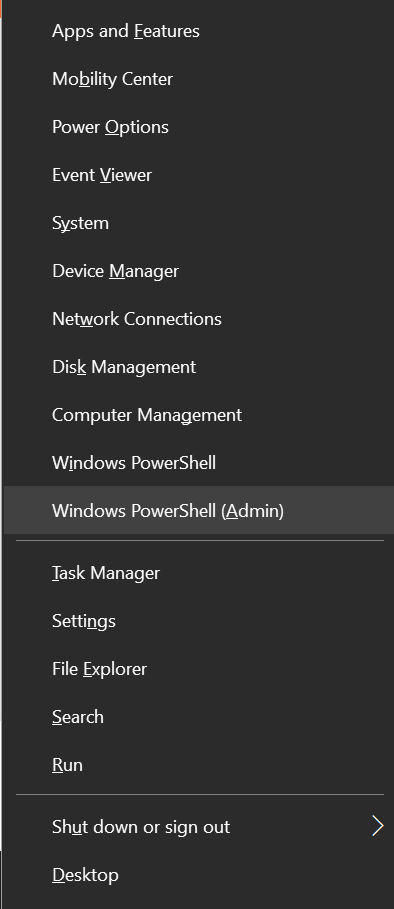 Apps and Features
Mobility Center
Power Options
Event Viewer
System
Device Manager
Network Connections
Disk Management
Computer Management
Windows PowerShell
Windows PowerShell (Admin)
Task Manager
Settings
File Explorer
Search
Run
Shut down or sign out
Desktop